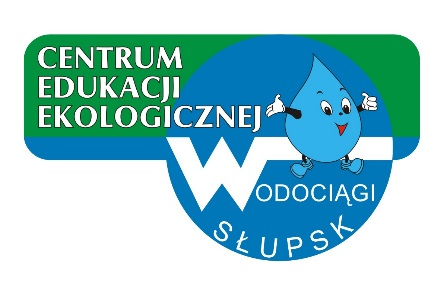 CENTRUM
EDUKACJI
EKOLOGICZNEJ
WODOCIĄGI
SŁUPSK